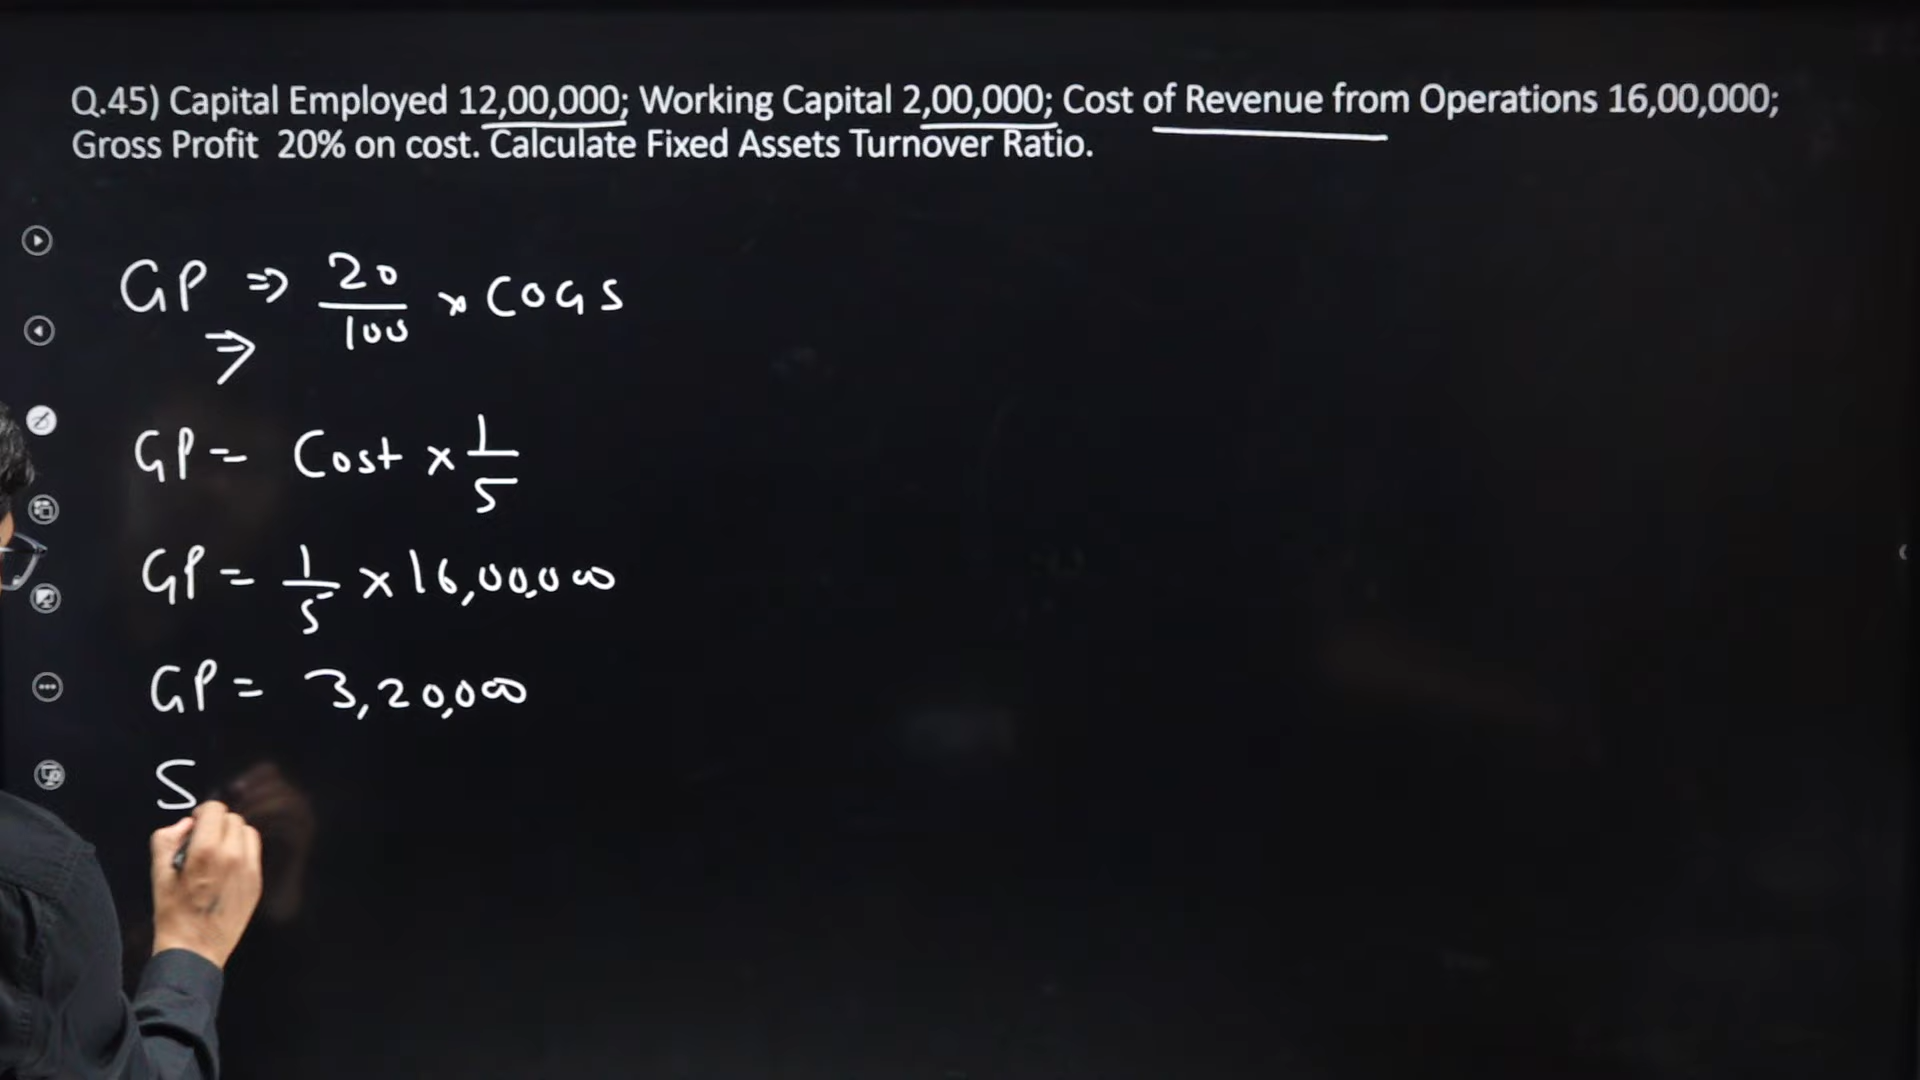 Q.45) Capital Employed 12,00,000; Working Capital 2,00,000; Cost of Revenue from Operations 16,00,000;
Gross Profit 20% on cost. Calculate Fixed Assets Turnover Ratio.
GP ⇒ 20/100 × COGS
⇒
GP = Cost × 1/5
GP = 1/5 × 16,00,000
GP = 3,20,000
S